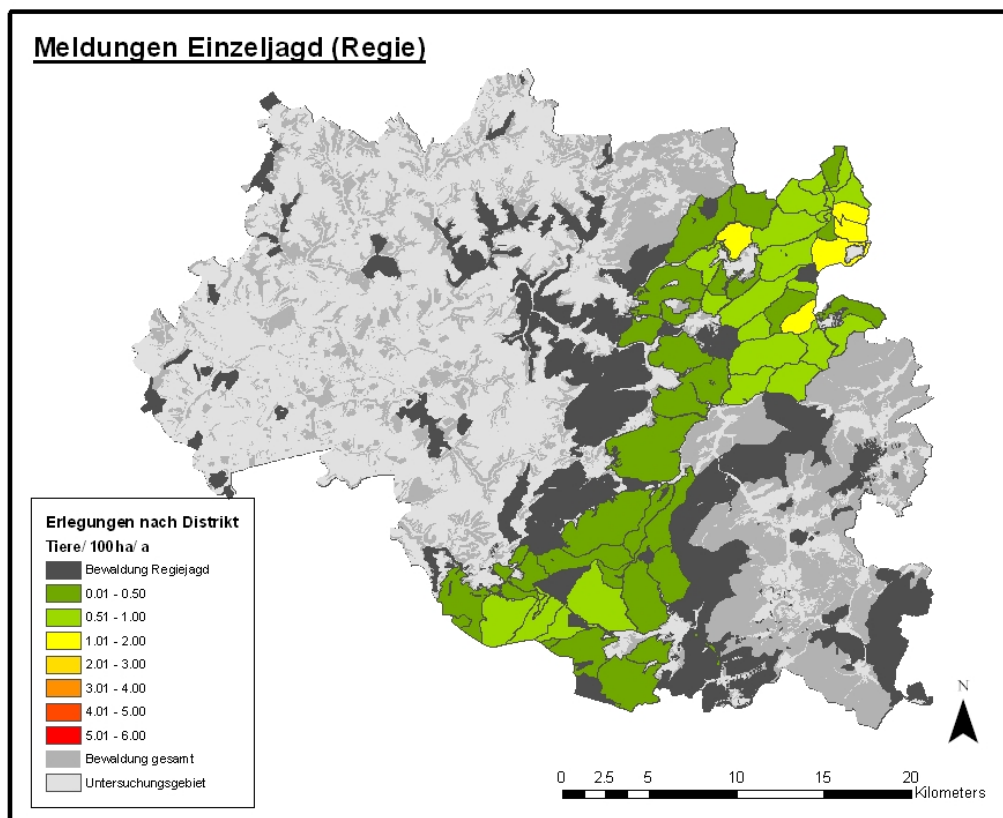 Meldungen Einzeljagd (Regie)
Erlegungen nach Distrikt
Tiere/ 100 ha/ a
Bewaldung Regiejagd
0.01 - 0.50
0.51 - 1.00
1.01 - 2.00
2.01 - 3.00
3.01 - 4.00
4.01 - 5.00
5.01 - 6.00
Bewaldung gesamt
Untersuchungsgebiet
N
0 2.5 5 10 15 20
Kilometers